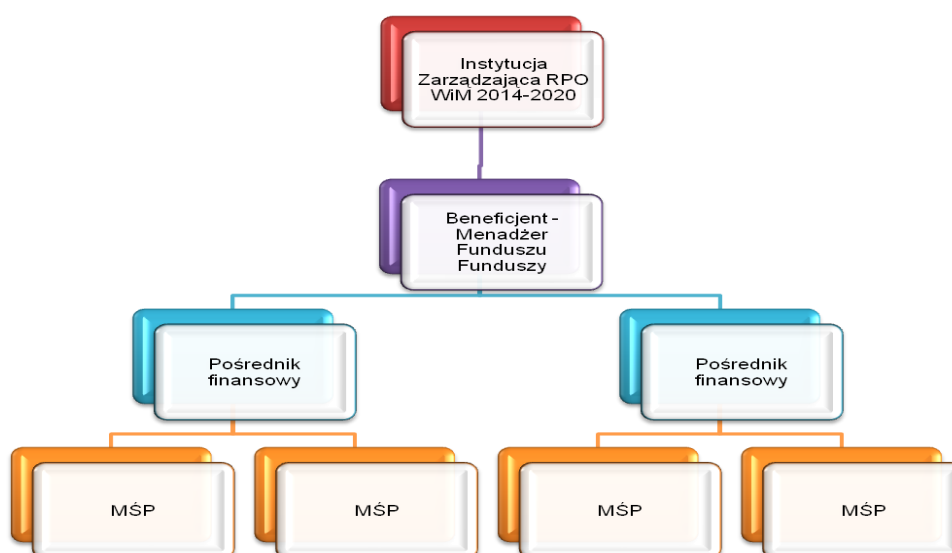 Instytucja
Zarządzająca RPO
WiM 2014-2020
Beneficjent -
Menadżer
Funduszu
Funduszy
Pośrednik
finansowy
Pośrednik
finansowy
MŚP
MŚP
MŚP
MŚP